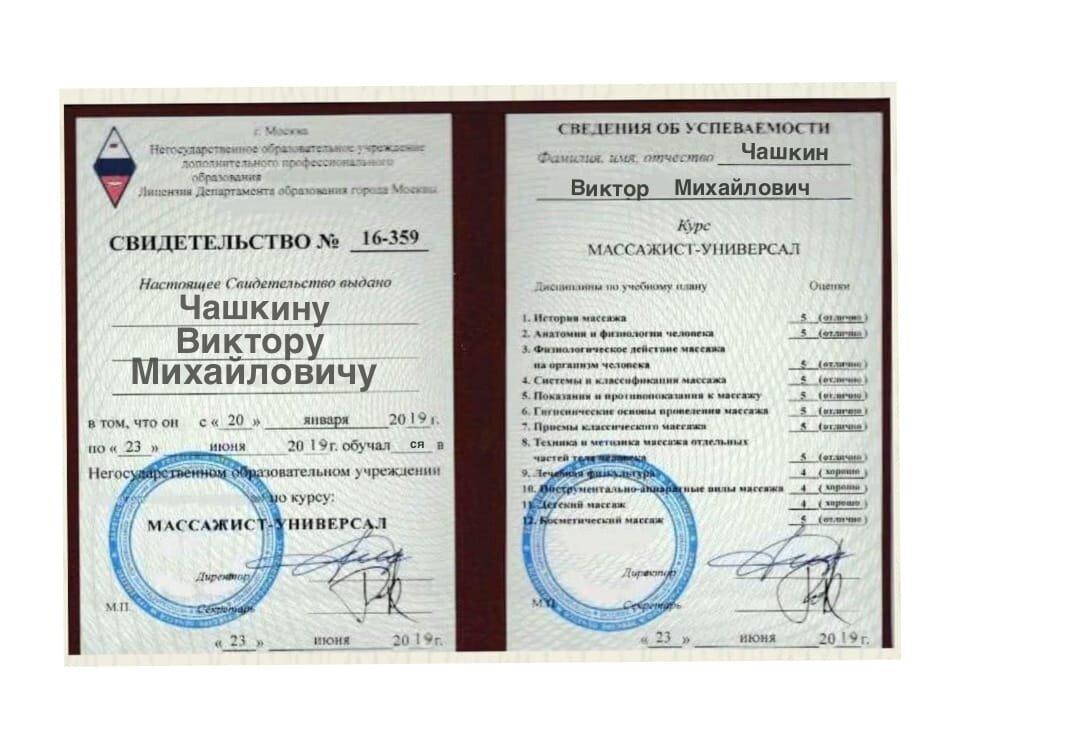 г. Москва
Негосударственное образовательное учреждение
дополнительного профессионального
образования
Лицензия Департамента образования города Москвы
СВИДЕТЕЛЬСТВО № 16-359
Настоящее Свидетельство выдано
Чашкину
Виктору
Михайловичу
в том, что он с « 20 » января 2019 г.
по « 23 » июня 2019 г. обучал ся в
Негосударственном образовательном учреждении
по курсу:
МАССАЖИСТ-УНИВЕРСАЛ
Директор
М.П. Секретарь
« 23 » июня 2019 г.
СВЕДЕНИЯ ОБ УСПЕВАЕМОСТИ
Фамилия, имя, отчество Чашкин
Виктор Михайлович
Курс
МАССАЖИСТ-УНИВЕРСАЛ
Дисциплины по учебному плану Оценки
1. История массажа 5 (отлично)
2. Анатомия и физиология человека 5 (отлично)
3. Физиологическое действие массажа
на организм человека 5 (отлично)
4. Системы и классификация массажа 5 (отлично)
5. Показания и противопоказания к массажу 5 (отлично)
6. Гигиенические основы проведения массажа 5 (отлично)
7. Приемы классического массажа 5 (отлично)
8. Техника и методика массажа отдельных
частей тела человека 5 (отлично)
9. Лечебная физкультура 4 (хорошо)
10. Инструментально-аппаратные виды массажа 4 (хорошо)
11. Детский массаж 4 (хорошо)
12. Косметический массаж 5 (отлично)
Директор
М.П. Секретарь
« 23 » июня 2019 г.